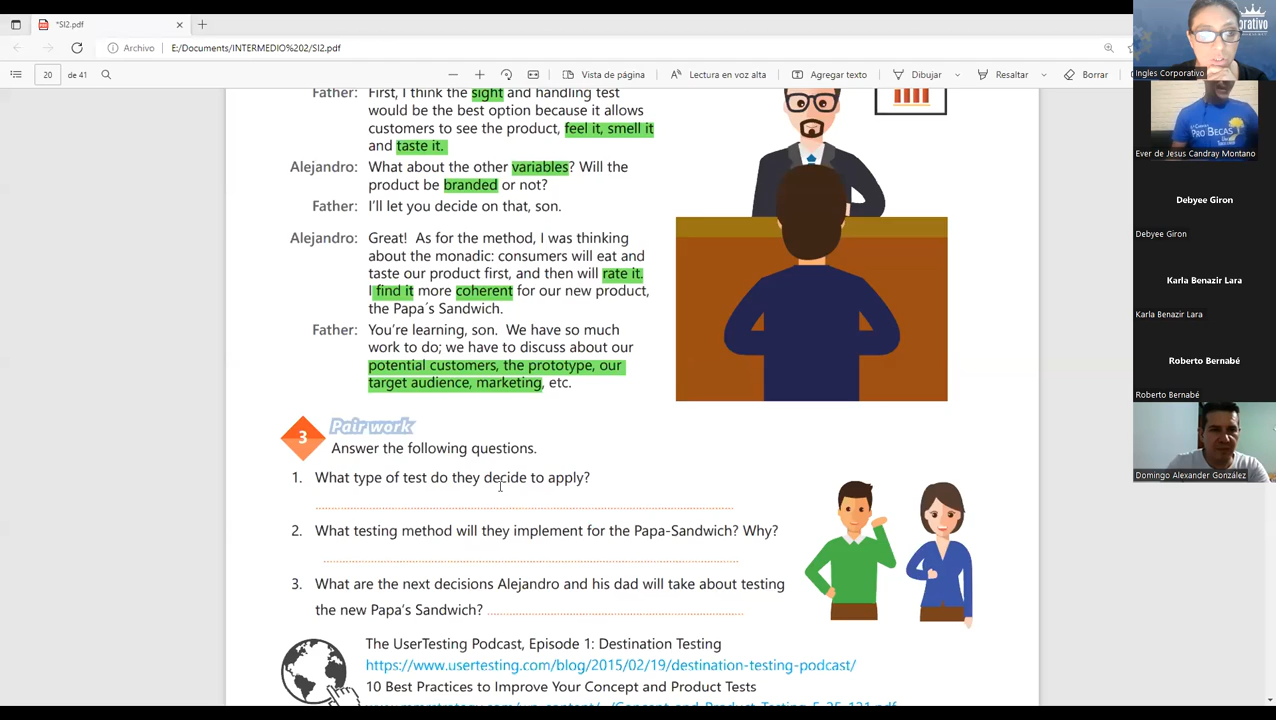 *SI2.pdf
Archivo
E:/Documents/INTERMEDIO%202/SI2.pdf
20
de 41
Vista de página
Lectura en voz alta
Agregar texto
Dibujar
Resaltar
Borrar
Father: First, I think the sight and handling test
would be the best option because it allows
customers to see the product, feel it, smell it
and taste it.
Alejandro: What about the other variables? Will the
product be branded or not?
Father: I'll let you decide on that, son.
Alejandro: Great! As for the method, I was thinking
about the monadic: consumers will eat and
taste our product first, and then will rate it.
I find it more coherent for our new product,
the Papa´s Sandwich.
Father: You're learning, son. We have so much
work to do; we have to discuss about our
potential customers, the prototype, our
target audience, marketing, etc.
3
Pair work
Answer the following questions.
1. What type of test do they decide to apply?
2. What testing method will they implement for the Papa-Sandwich? Why?
3. What are the next decisions Alejandro and his dad will take about testing
the new Papa's Sandwich?
The UserTesting Podcast, Episode 1: Destination Testing
https://www.usertesting.com/blog/2015/02/19/destination-testing-podcast/
10 Best Practices to Improve Your Concept and Product Tests
Ingles Corporativo
PRO BECAS
Ever de Jesus Candray Montano
Debyee Giron
Debyee Giron
Karla Benazir Lara
Karla Benazir Lara
Roberto Bernabé
Roberto Bernabé
Domingo Alexander González